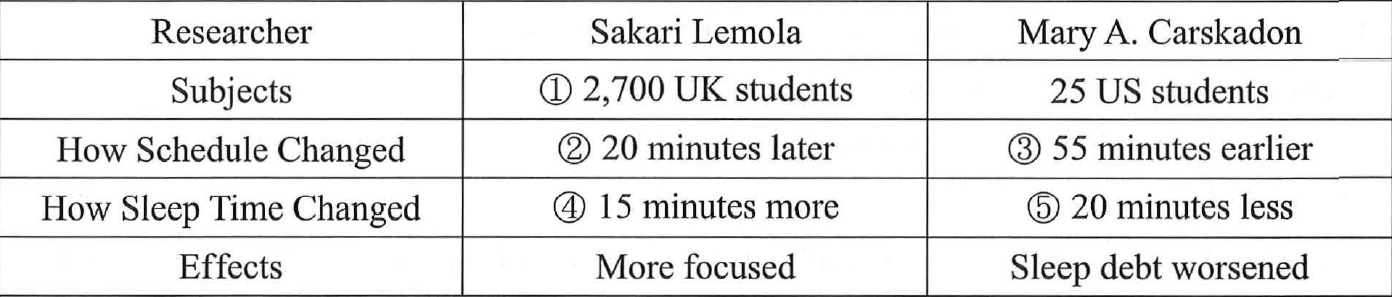 Researcher Sakari Lemola Mary A. Carskadon
Subjects ① 2,700 UK students 25 US students
How Schedule Changed ② 20 minutes later ③ 55 minutes earlier
How Sleep Time Changed ④ 15 minutes more ⑤ 20 minutes less
Effects More focused Sleep debt worsened